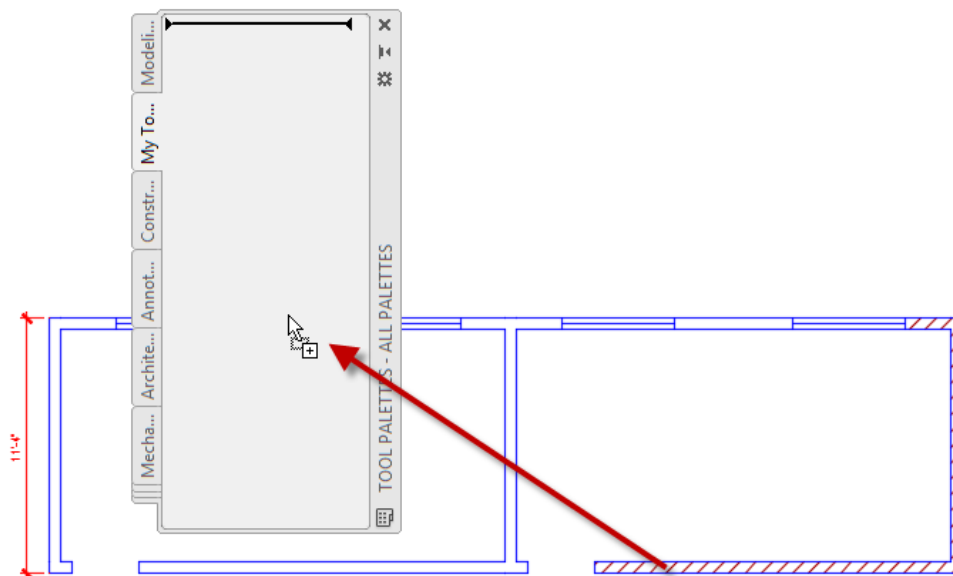 Modeli...
My To...
Constr...
Annot...
Archite...
Mecha...
TOOL PALETTES - ALL PALETTES
11'-4"